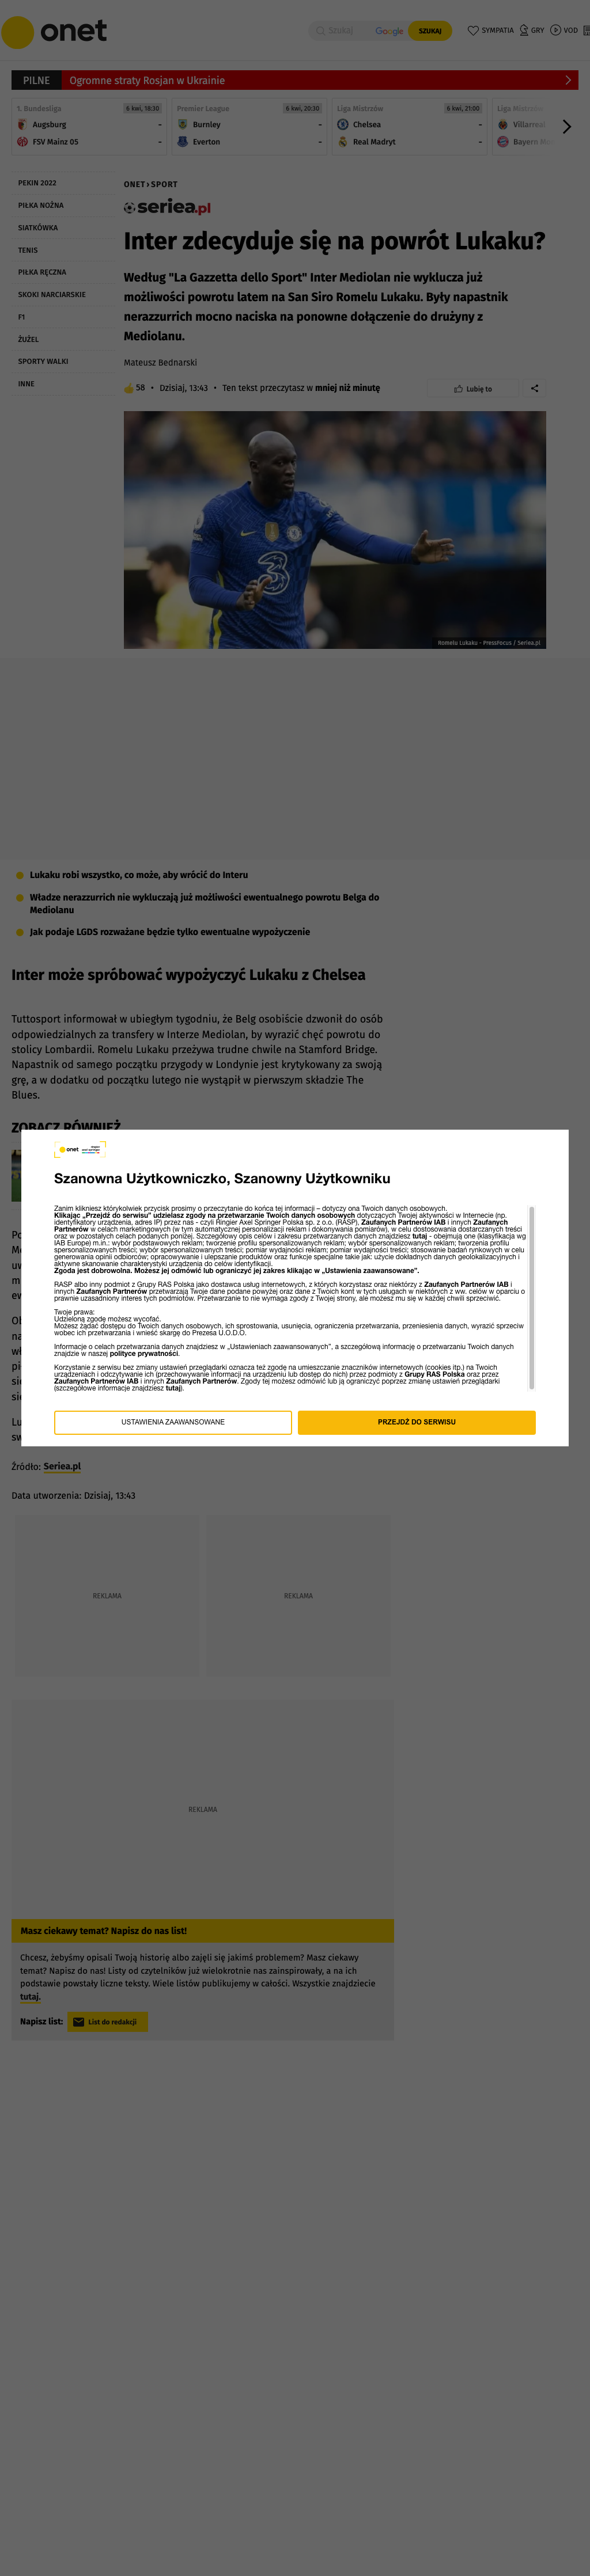 onet
Szukaj
Google
SZUKAJ
SYMPATIA
GRY
VOD
PILNE
Ogromne straty Rosjan w Ukrainie
1. Bundesliga
6 kwi, 18:30
Augsburg
-
FSV Mainz 05
-
Premier League
6 kwi, 20:30
Burnley
-
Everton
-
Liga Mistrzów
6 kwi, 21:00
Chelsea
-
Real Madryt
-
Liga Mistrzów
Villarreal
Bayern
PEKIN 2022
PIŁKA NOŻNA
SIATKÓWKA
TENIS
PIŁKA RĘCZNA
SKOKI NARCIARSKIE
F1
ŻUŻEL
SPORTY WALKI
INNE
ONET › SPORT
seriea.pl
Inter zdecyduje się na powrót Lukaku?
Według "La Gazzetta dello Sport" Inter Mediolan nie wyklucza już
możliwości powrotu latem na San Siro Romelu Lukaku. Były napastnik
nerazzurrich mocno naciska na ponowne dołączenie do drużyny z
Mediolanu.
Mateusz Bednarski
58 • Dzisiaj, 13:43 • Ten tekst przeczytasz w mniej niż minutę
Lubię to
Romelu Lukaku - PressFocus / Seriea.pl
Lukaku robi wszystko, co może, aby wrócić do Interu
Władze nerazzurrich nie wykluczają już możliwości ewentualnego powrotu Belga do
Mediolanu
Jak podaje LGDS rozważane będzie tylko ewentualne wypożyczenie
Inter może spróbować wypożyczyć Lukaku z Chelsea
Tuttosport informował w ubiegłym tygodniu, że Belg osobiście dzwonił do osób
odpowiedzialnych za transfery w Interze Mediolan, by wyrazić chęć powrotu do
stolicy Lombardii. Romelu Lukaku przeżywa trudne chwile na Stamford Bridge.
Napastnik od samego początku przygody w Londynie jest krytykowany za swoją
grę, a w dodatku od początku lutego nie wystąpił w pierwszym składzie The
Blues.
ZOBACZ RÓWNIEŻ
onet
Szanowna Użytkowniczko, Szanowny Użytkowniku
Zanim klikniesz którykolwiek przycisk prosimy o przeczytanie do końca tej informacji – dotyczy ona Twoich danych osobowych.
Klikając „Przejdź do serwisu" udzielasz zgody na przetwarzanie Twoich danych osobowych dotyczących Twojej aktywności w Internecie (np.
identyfikatory urządzenia, adres IP) przez nas - czyli Ringier Axel Springer Polska sp. z o.o. (RASP), Zaufanych Partnerów IAB i innych Zaufanych
Partnerów w celach marketingowych (w tym automatycznej personalizacji reklam i dokonywania pomiarów), w celu dostosowania dostarczanych treści
oraz w pozostałych celach podanych poniżej. Szczegółowy opis celów i zakresu przetwarzanych danych znajdziesz tutaj - obejmują one (klasyfikacja wg
IAB Europe) m.in.: wybór podstawowych reklam; tworzenie profilu spersonalizowanych reklam; wybór spersonalizowanych reklam; tworzenia profilu
spersonalizowanych treści; wybór spersonalizowanych treści; pomiar wydajności reklam; pomiar wydajności treści; stosowanie badań rynkowych w celu
generowania opinii odbiorców; opracowywanie i ulepszanie produktów oraz funkcje specjalne takie jak: użycie dokładnych danych geolokalizacyjnych i
aktywne skanowanie charakterystyki urządzenia do celów identyfikacji.
Zgoda jest dobrowolna. Możesz jej odmówić lub ograniczyć jej zakres klikając w „Ustawienia zaawansowane".
RASP albo inny podmiot z Grupy RAS Polska jako dostawca usług internetowych, z których korzystasz oraz niektórzy z Zaufanych Partnerów IAB i
innych Zaufanych Partnerów przetwarzają Twoje dane podane powyżej oraz dane z Twoich kont w tych usługach w niektórych z ww. celów w oparciu o
prawnie uzasadniony interes tych podmiotów. Przetwarzanie to nie wymaga zgody z Twojej strony, ale możesz mu się w każdej chwili sprzeciwić.
Twoje prawa:
Udzieloną zgodę możesz wycofać.
Możesz żądać dostępu do Twoich danych osobowych, ich sprostowania, usunięcia, ograniczenia przetwarzania, przeniesienia danych, wyrazić sprzeciw
wobec ich przetwarzania i wnieść skargę do Prezesa U.O.D.O.
Informacje o celach przetwarzania danych znajdziesz w „Ustawieniach zaawansowanych", a szczegółową informację o przetwarzaniu Twoich danych
znajdzie w naszej polityce prywatności.
Korzystanie z serwisu bez zmiany ustawień przeglądarki oznacza też zgodę na umieszczanie znaczników internetowych (cookies itp.) na Twoich
urządzeniach i odczytywanie ich (przechowywanie informacji na urządzeniu lub dostęp do nich) przez podmioty z Grupy RAS Polska oraz przez
Zaufanych Partnerów IAB i innych Zaufanych Partnerów. Zgody tej możesz odmówić lub ją ograniczyć poprzez zmianę ustawień przeglądarki
(szczegółowe informacje znajdziesz tutaj).
USTAWIENIA ZAAWANSOWANE
PRZEJDŹ DO SERWISU
Źródło: Seriea.pl
Data utworzenia: Dzisiaj, 13:43
REKLAMA
REKLAMA
REKLAMA
Masz ciekawy temat? Napisz do nas list!
Chcesz, żebyśmy opisali Twoją historię albo zajęli się jakimś problemem? Masz ciekawy
temat? Napisz do nas! Listy od czytelników już wielokrotnie nas zainspirowały, a na ich
podstawie powstały liczne teksty. Wiele listów publikujemy w całości. Wszystkie znajdziecie
tutaj.
Napisz list:
List do redakcji